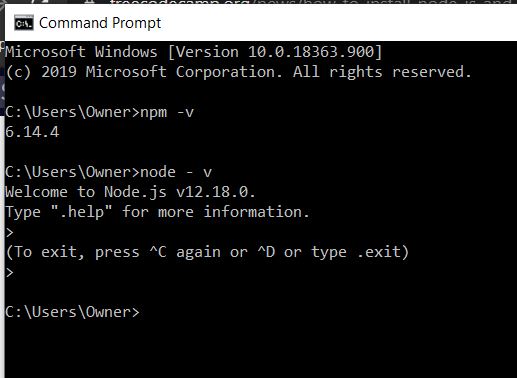 freecodecamp.org/news/how-to-install-node-js-and
Command Prompt
Microsoft Windows [Version 10.0.18363.900]
(c) 2019 Microsoft Corporation. All rights reserved.
C:\Users\Owner>npm -v
6.14.4
C:\Users\Owner>node - v
Welcome to Node.js v12.18.0.
Type ".help" for more information.
>
(To exit, press ^C again or ^D or type .exit)
>
C:\Users\Owner>